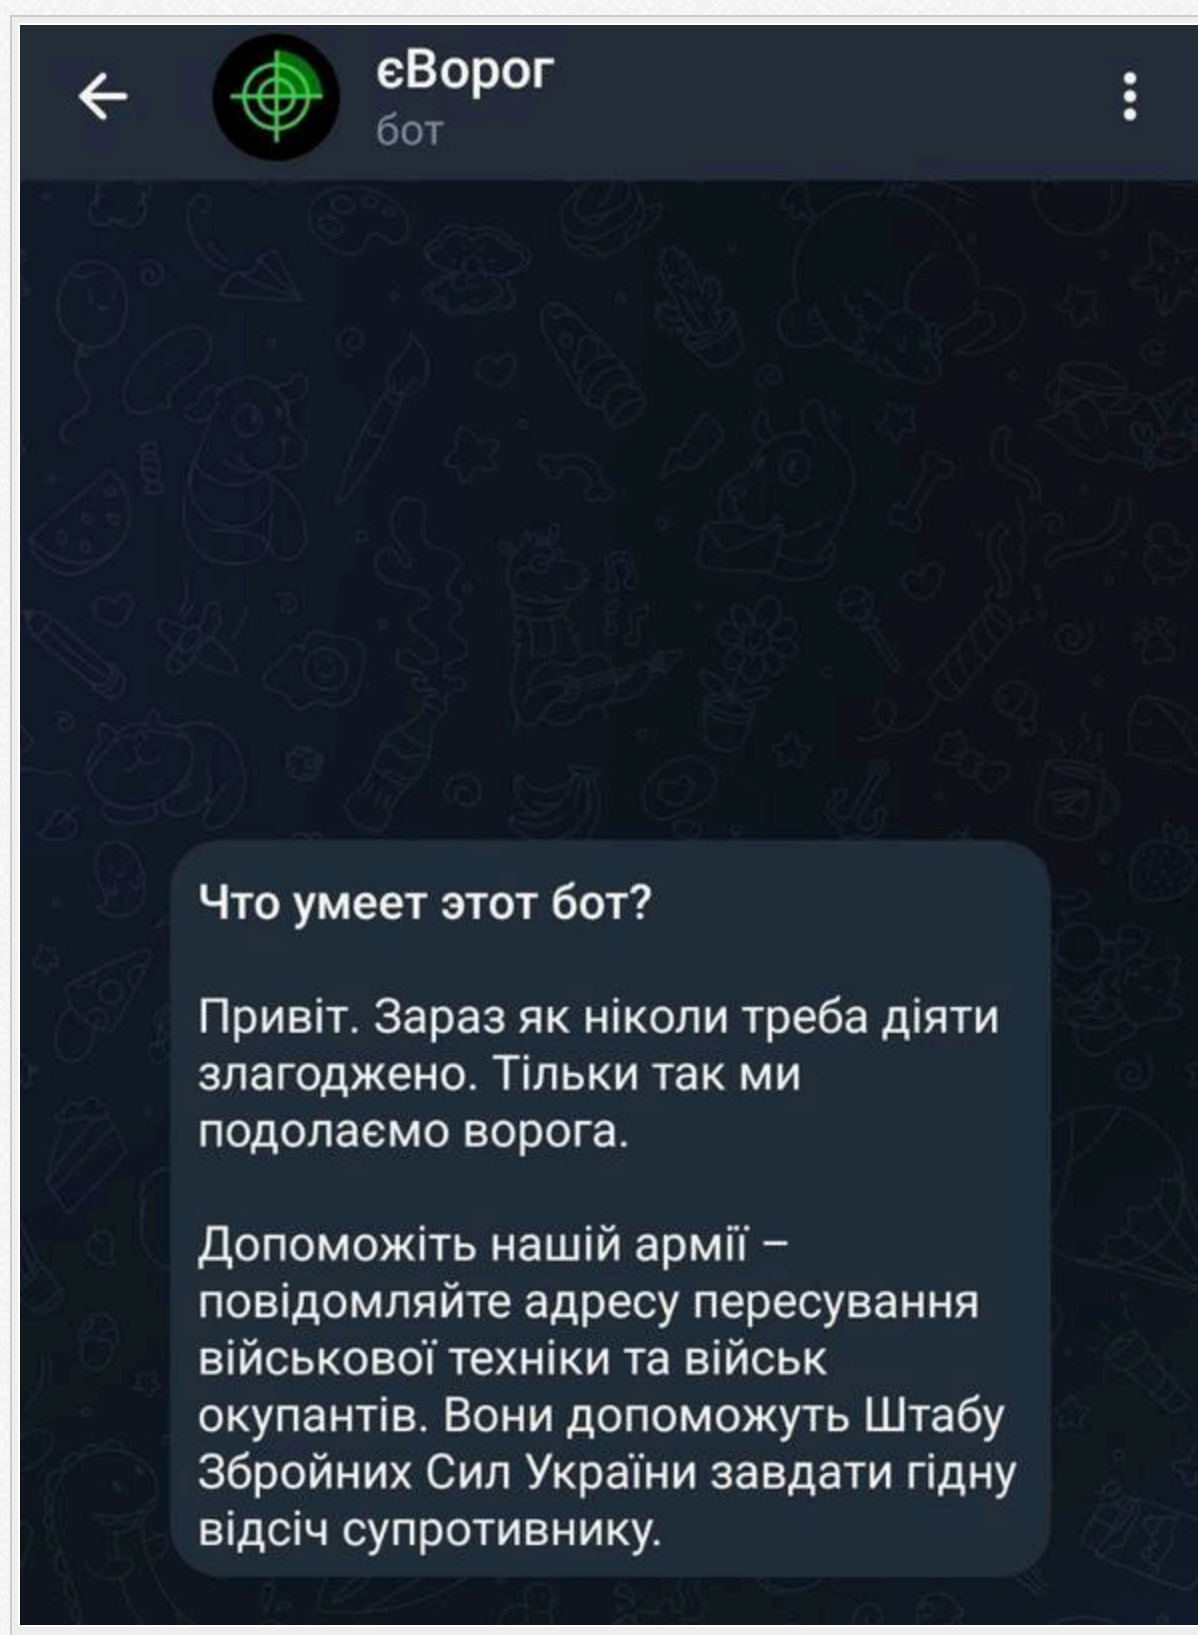 єВорог
бот
Что умеет этот бот?
Привіт. Зараз як ніколи треба діяти
злагоджено. Тільки так ми
подолаємо ворога.
Допоможіть нашій армії –
повідомляйте адресу пересування
військової техніки та військ
окупантів. Вони допоможуть Штабу
Збройних Сил України завдати гідну
відсіч супротивнику.